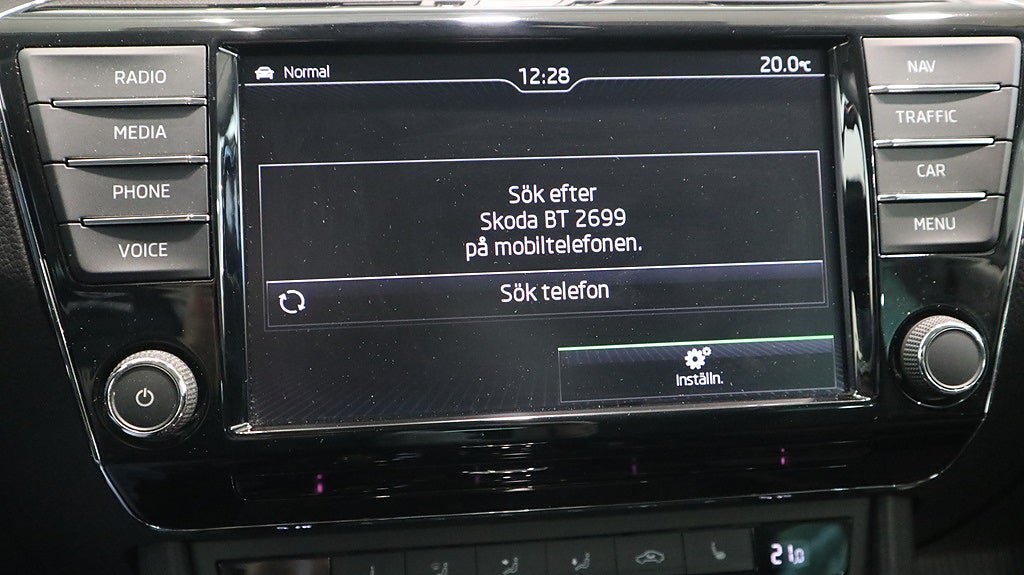 RADIO
MEDIA
PHONE
VOICE
Normal
12:28
20.0°C
Sök efter
Skoda BT 2699
på mobiltelefonen.
Sök telefon
Inställn.
NAV
TRAFFIC
CAR
MENU
21.0